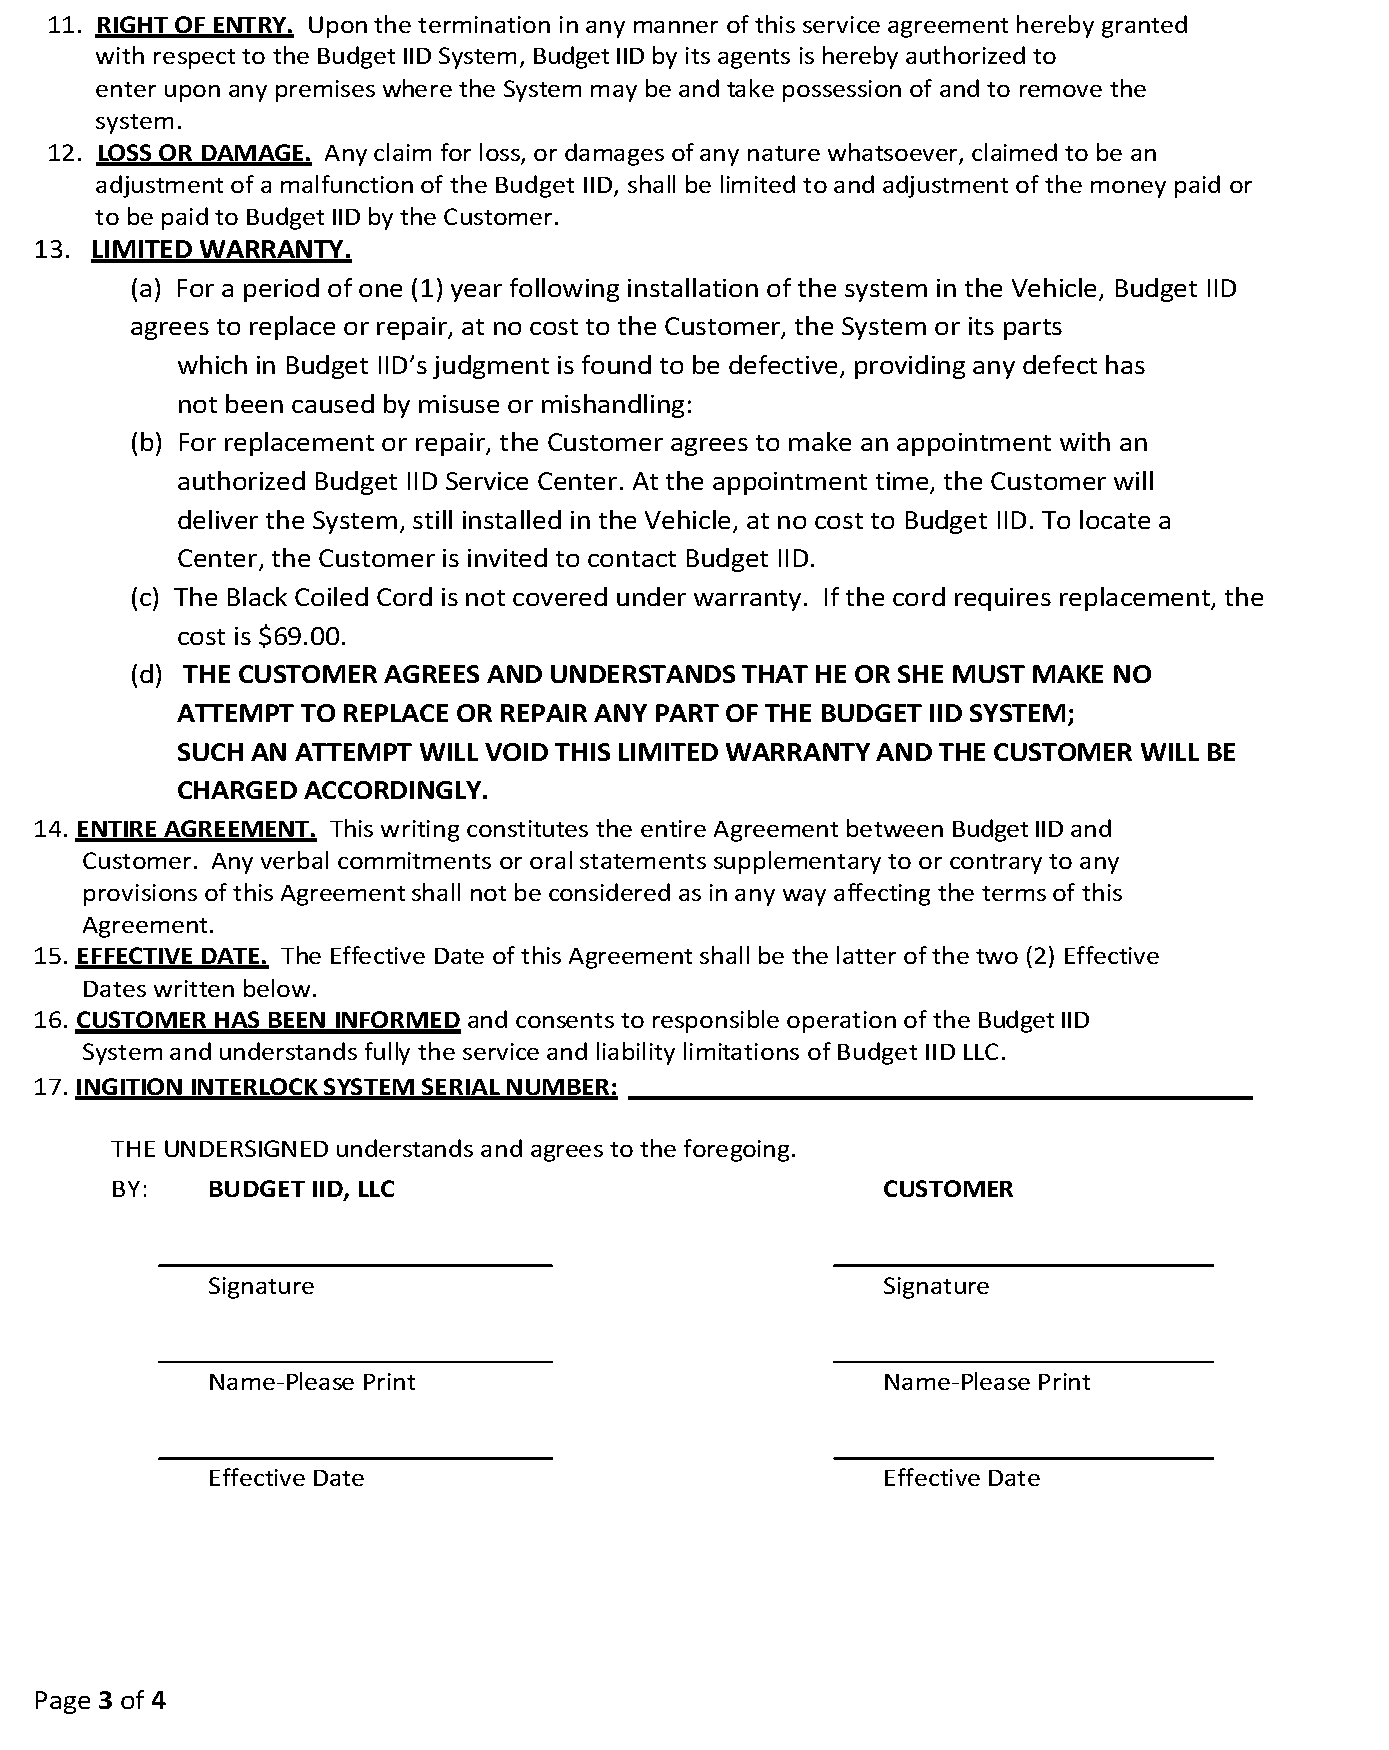 11. RIGHT OF ENTRY. Upon the termination in any manner of this service agreement hereby granted
with respect to the Budget IID System, Budget IID by its agents is hereby authorized to
enter upon any premises where the System may be and take possession of and to remove the
system.
12. LOSS OR DAMAGE. Any claim for loss, or damages of any nature whatsoever, claimed to be an
adjustment of a malfunction of the Budget IID, shall be limited to and adjustment of the money paid or
to be paid to Budget IID by the Customer.
13. LIMITED WARRANTY.
(a) For a period of one (1) year following installation of the system in the Vehicle, Budget IID
agrees to replace or repair, at no cost to the Customer, the System or its parts
which in Budget IID’s judgment is found to be defective, providing any defect has
not been caused by misuse or mishandling:
(b) For replacement or repair, the Customer agrees to make an appointment with an
authorized Budget IID Service Center. At the appointment time, the Customer will
deliver the System, still installed in the Vehicle, at no cost to Budget IID. To locate a
Center, the Customer is invited to contact Budget IID.
(c) The Black Coiled Cord is not covered under warranty. If the cord requires replacement, the
cost is $69.00.
(d) THE CUSTOMER AGREES AND UNDERSTANDS THAT HE OR SHE MUST MAKE NO
ATTEMPT TO REPLACE OR REPAIR ANY PART OF THE BUDGET IID SYSTEM;
SUCH AN ATTEMPT WILL VOID THIS LIMITED WARRANTY AND THE CUSTOMER WILL BE
CHARGED ACCORDINGLY.
14. ENTIRE AGREEMENT. This writing constitutes the entire Agreement between Budget IID and
Customer. Any verbal commitments or oral statements supplementary to or contrary to any
provisions of this Agreement shall not be considered as in any way affecting the terms of this
Agreement.
15. EFFECTIVE DATE. The Effective Date of this Agreement shall be the latter of the two (2) Effective
Dates written below.
16. CUSTOMER HAS BEEN INFORMED and consents to responsible operation of the Budget IID
System and understands fully the service and liability limitations of Budget IID LLC.
17. INGITION INTERLOCK SYSTEM SERIAL NUMBER:
THE UNDERSIGNED understands and agrees to the foregoing.
BY: BUDGET IID, LLC CUSTOMER
Signature Signature
Name-Please Print Name-Please Print
Effective Date Effective Date
Page 3 of 4